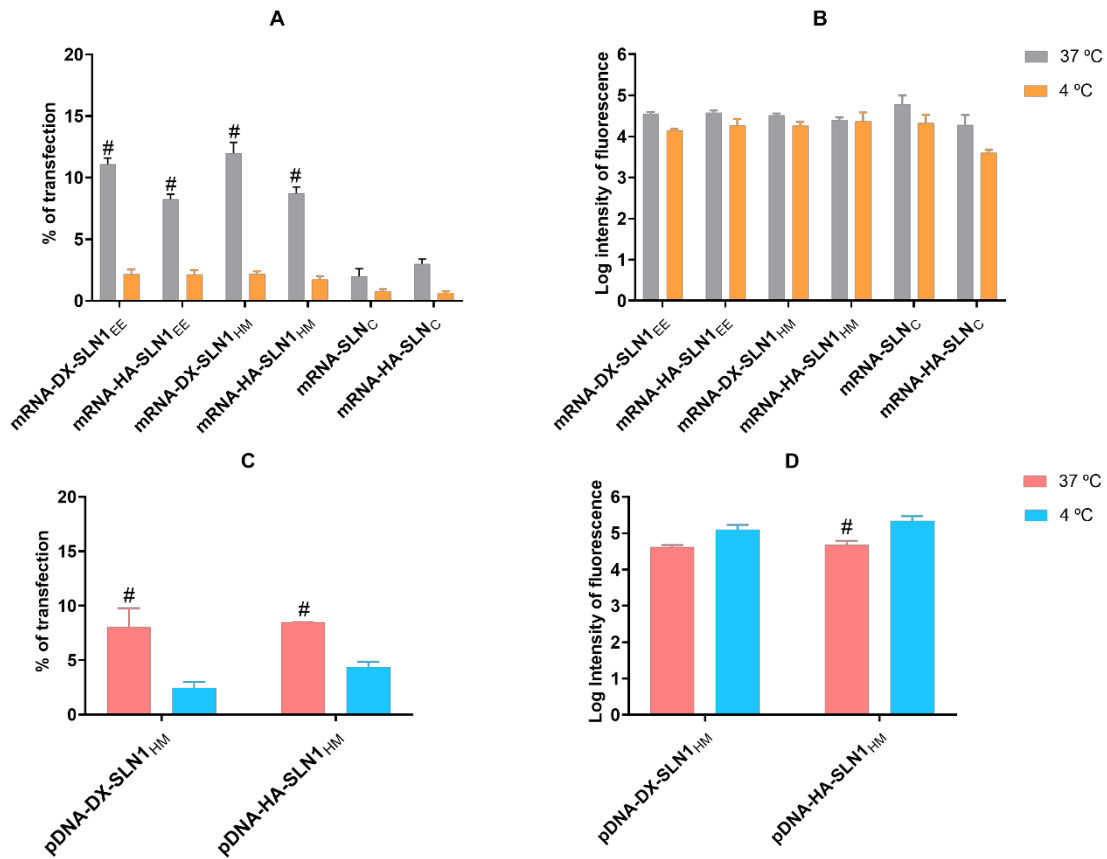 A
B
% of transfection
20
15
10
5
0
#
#
#
#
mRNA-DX-SLN1EE
mRNA-HA-SLN1EE
mRNA-DX-SLN1HM
mRNA-HA-SLN1HM
mRNA-SLNC
mRNA-HA-SLNC
Log intensity of fluorescence
6
5
4
3
2
1
0
mRNA-DX-SLN1EE
mRNA-HA-SLN1EE
mRNA-DX-SLN1HM
mRNA-HA-SLN1HM
mRNA-SLNC
mRNA-HA-SLNC
37 ºC
4 ºC
C
D
% of transfection
20
15
10
5
0
#
#
pDNA-DX-SLN1HM
pDNA-HA-SLN1HM
Log Intensity of fluorescence
6
5
4
3
2
1
0
#
pDNA-DX-SLN1HM
pDNA-HA-SLN1HM
37 ºC
4 ºC